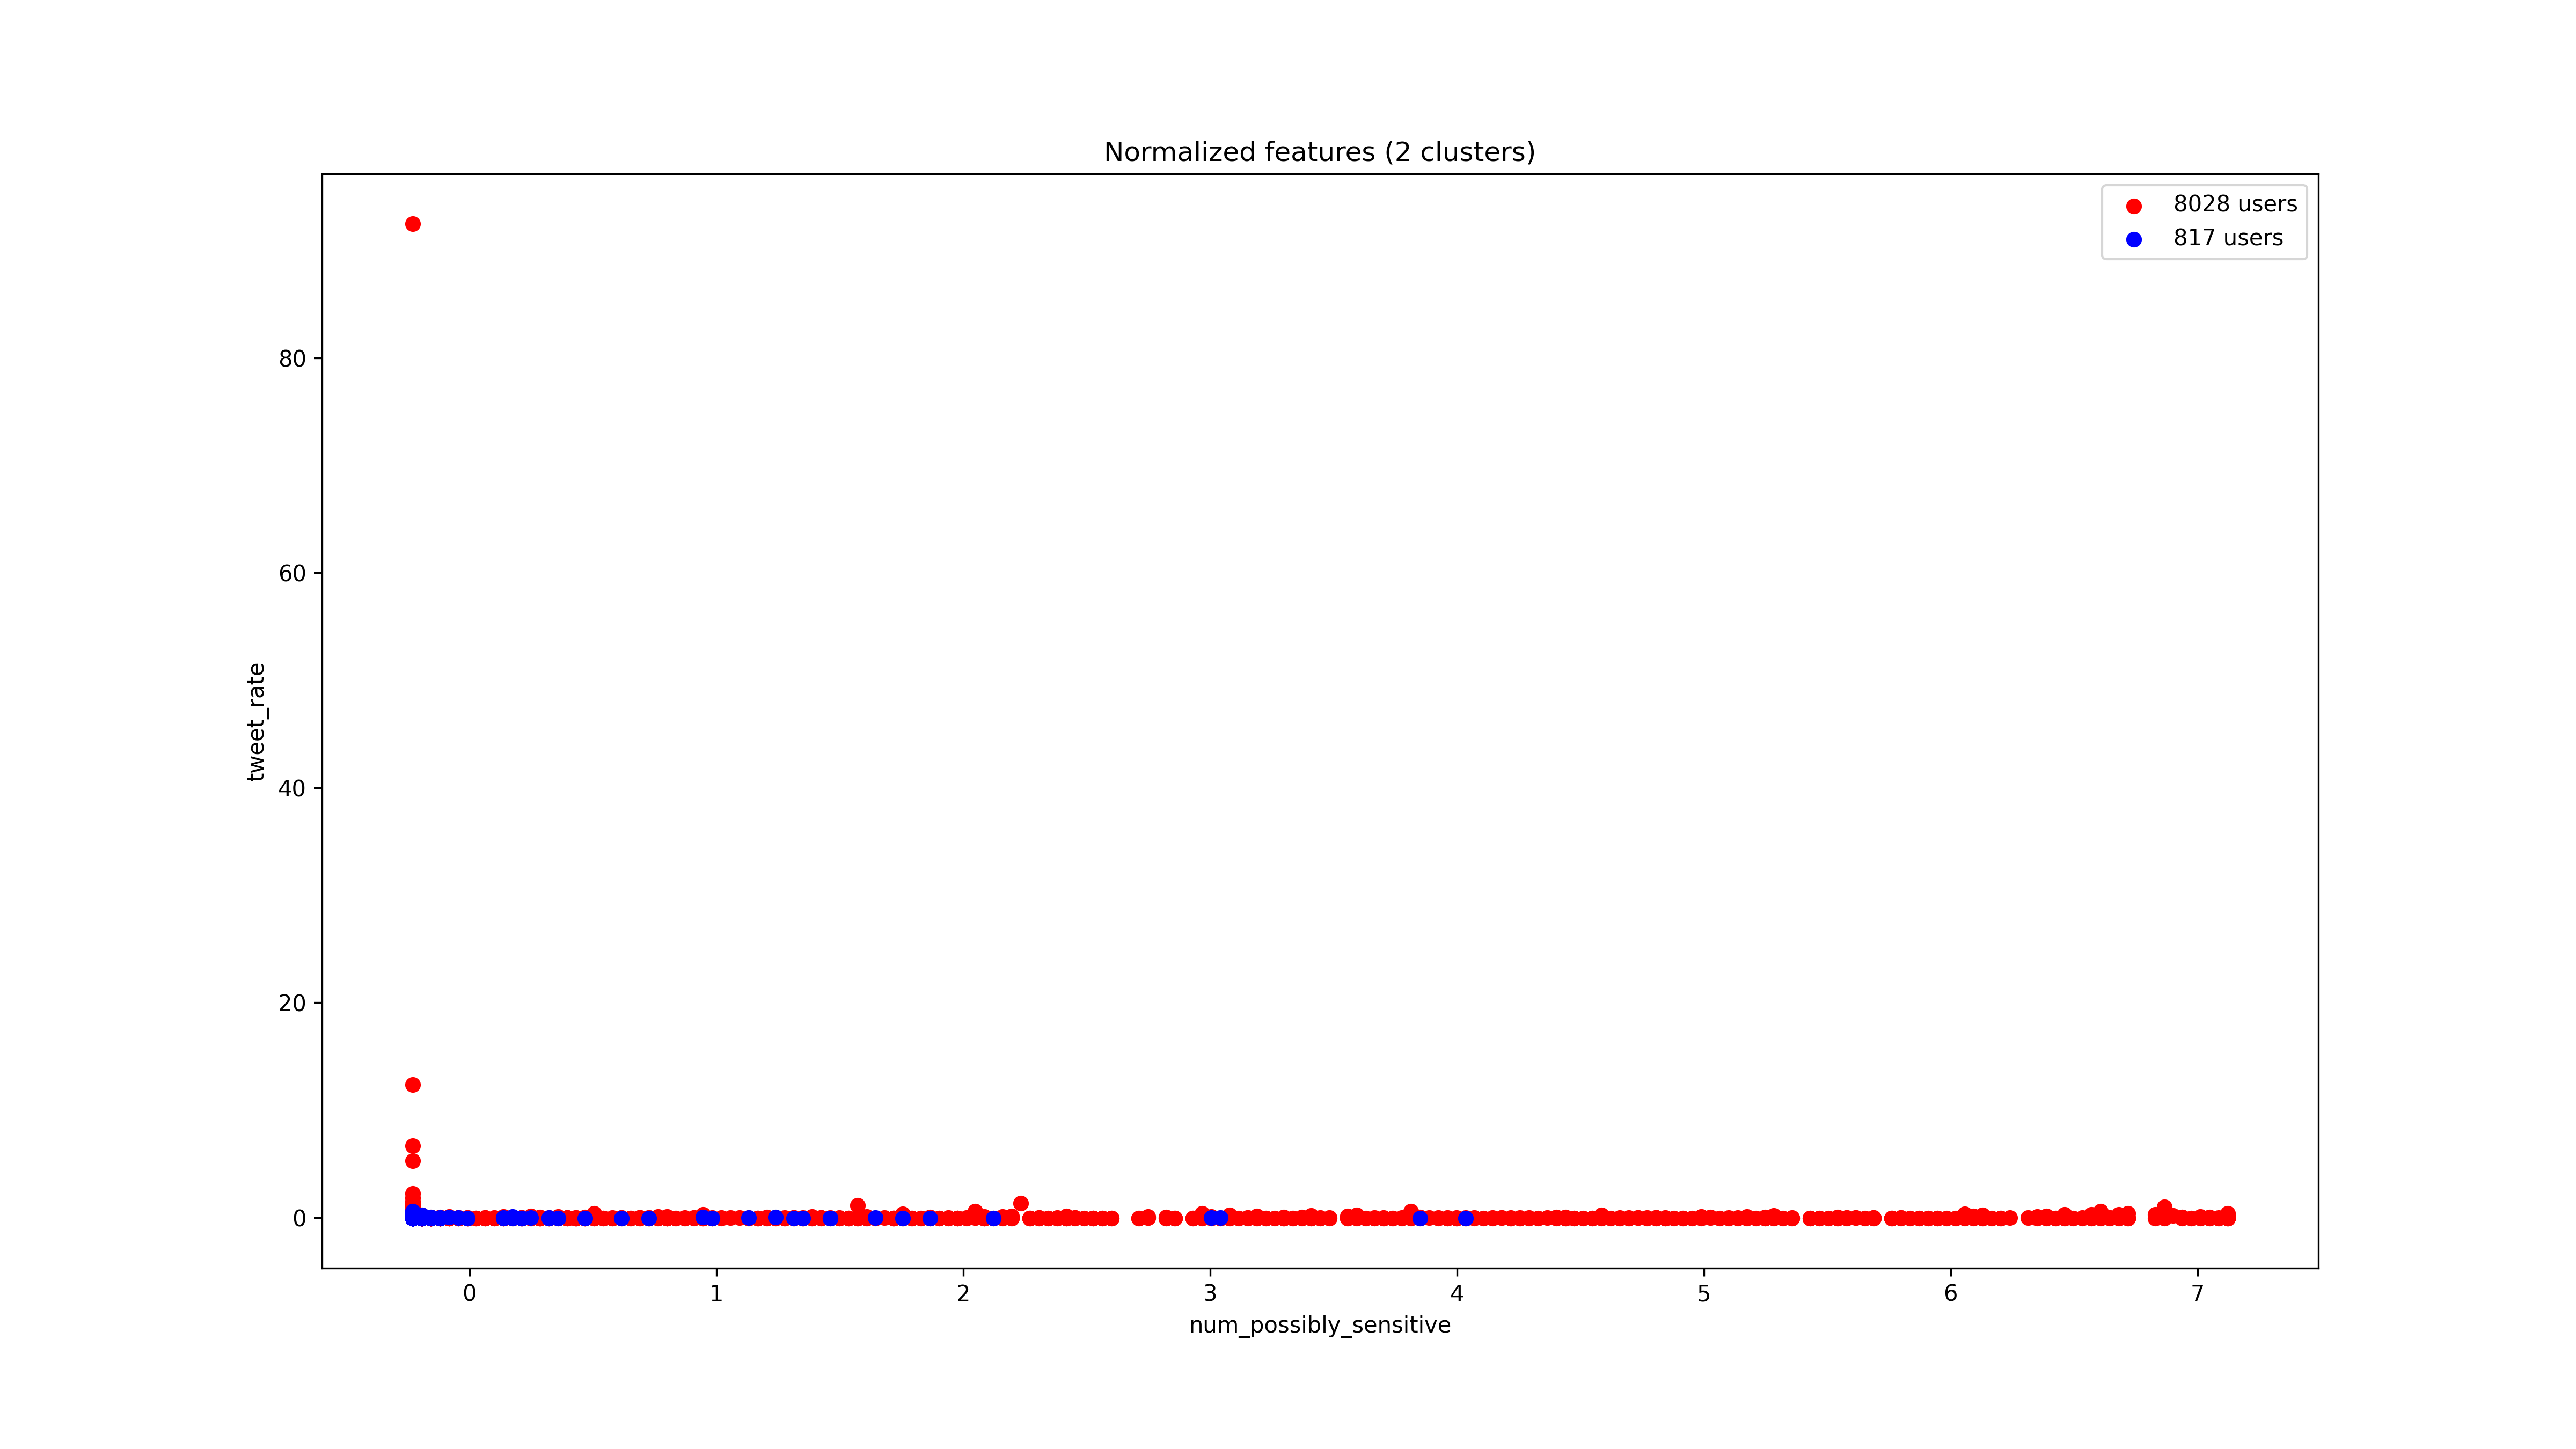 Normalized features (2 clusters)
8028 users
817 users
80
60
40
20
0
tweet_rate
0 1 2 3 4 5 6 7
num_possibly_sensitive